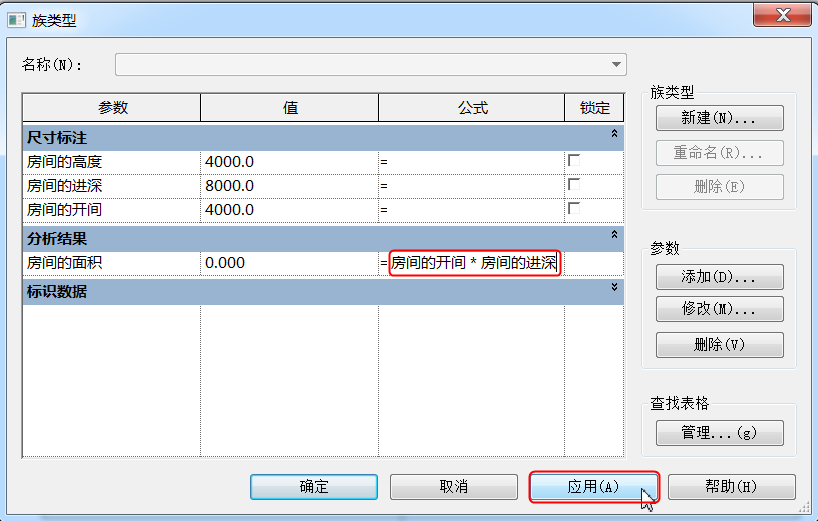 族类型
名称(N):
参数 值 公式 锁定
尺寸标注
房间的高度 4000.0 =
房间的进深 8000.0 =
房间的开间 4000.0 =
分析结果
房间的面积 0.000 =房间的开间 * 房间的进深
标识数据
族类型
新建(N)...
重命名(R)...
删除(E)
参数
添加(D)...
修改(M)...
删除(V)
查找表格
管理...(g)
确定 取消 应用(A) 帮助(H)